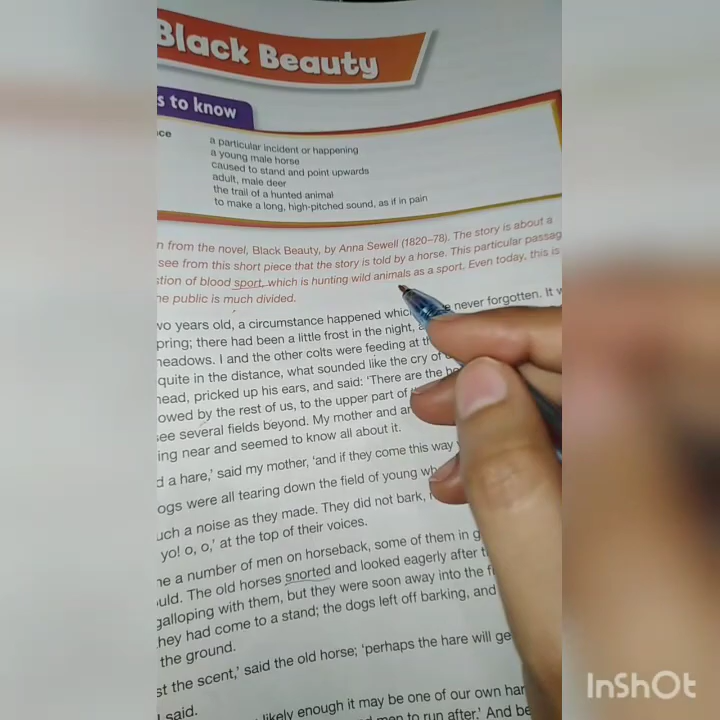 Black Beauty
s to know
ce
a particular incident or happening
a young male horse
caused to stand and point upwards
adult, male deer
the trail of a hunted animal
to make a long, high-pitched sound, as if in pain
n from the novel, Black Beauty, by Anna Sewell (1820–78). The story is about a
see from this short piece that the story is told by a horse. This particular passag
stion of blood sport, which is hunting wild animals as a sport. Even today, this is
he public is much divided.
wo years old, a circumstance happened which never forgotten. It w
pring; there had been a little frost in the night, a
meadows. I and the other colts were feeding at th
quite in the distance, what sounded like the cry of
head, pricked up his ears, and said: 'There are the ho
owed by the rest of us, to the upper part of
see several fields beyond. My mother and an
ing near and seemed to know all about it.
d a hare,' said my mother, 'and if they come this way
ogs were all tearing down the field of young wh
uch a noise as they made. They did not bark,
yo! o, o,' at the top of their voices.
me a number of men on horseback, some of them in g
uld. The old horses snorted and looked eagerly after t
galloping with them, but they were soon away into the f
they had come to a stand; the dogs left off barking, and
the ground.
st the scent,' said the old horse; 'perhaps the hare will ge
I said.
likely enough it may be one of our own har
men to run after.' And be
InShOt